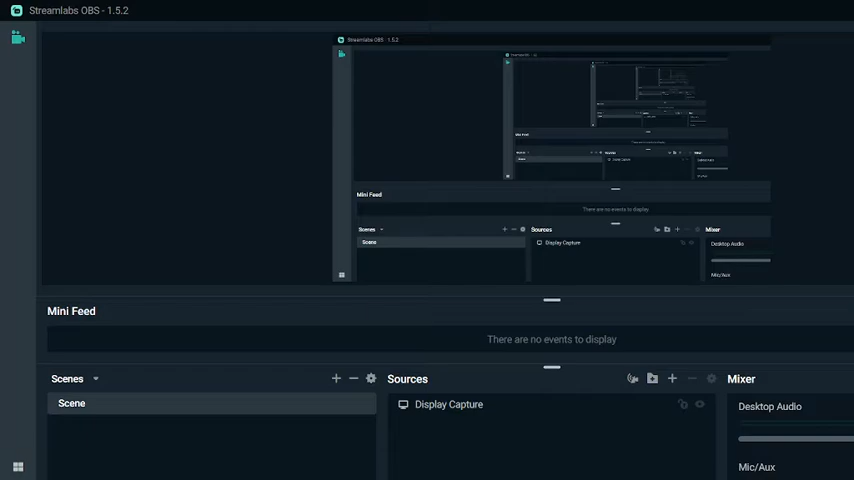 Streamlabs OBS - 1.5.2
Streamlabs OBS - 1.5.2
Mini Feed
There are no events to display
Scenes
Sources
Mixer
Scene
Display Capture
Desktop Audio
Mic/Aux
Mini Feed
There are no events to display
Scenes
Sources
Mixer
Scene
Display Capture
Desktop Audio
Mic/Aux